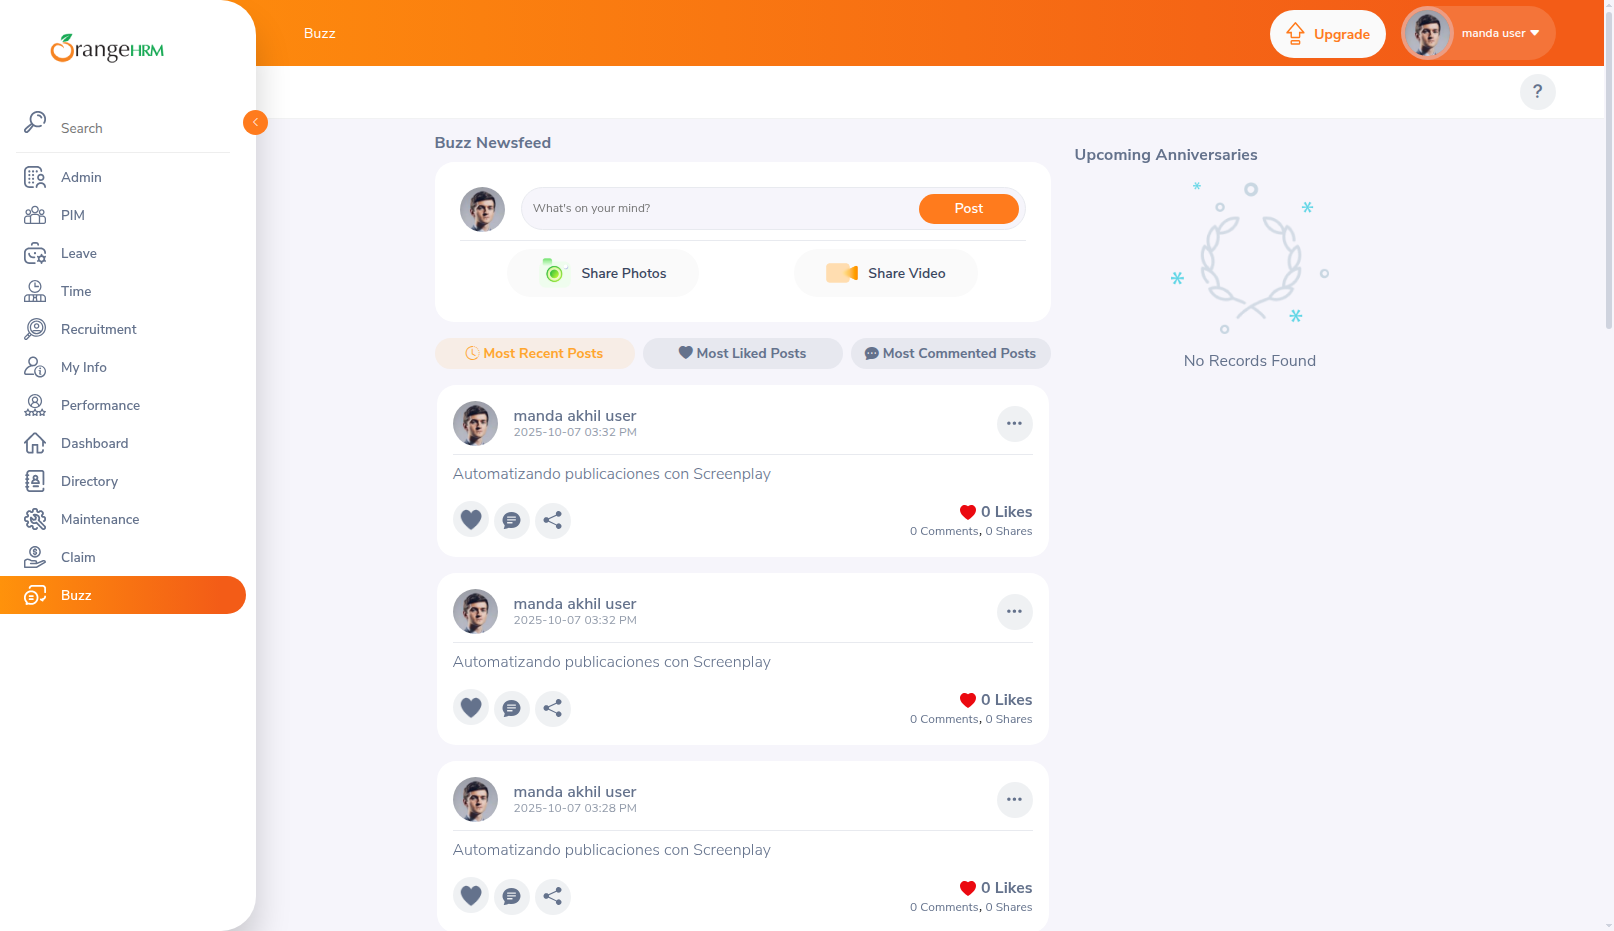 OrangeHRM
Search
Admin
PIM
Leave
Time
Recruitment
My Info
Performance
Dashboard
Directory
Maintenance
Claim
Buzz
Buzz
Upgrade
manda user
?
Buzz Newsfeed
What's on your mind?
Post
Share Photos
Share Video
Most Recent Posts
Most Liked Posts
Most Commented Posts
manda akhil user
2025-10-07 03:32 PM
Automatizando publicaciones con Screenplay
0 Likes
0 Comments, 0 Shares
manda akhil user
2025-10-07 03:32 PM
Automatizando publicaciones con Screenplay
0 Likes
0 Comments, 0 Shares
manda akhil user
2025-10-07 03:28 PM
Automatizando publicaciones con Screenplay
0 Likes
0 Comments, 0 Shares
Upcoming Anniversaries
No Records Found